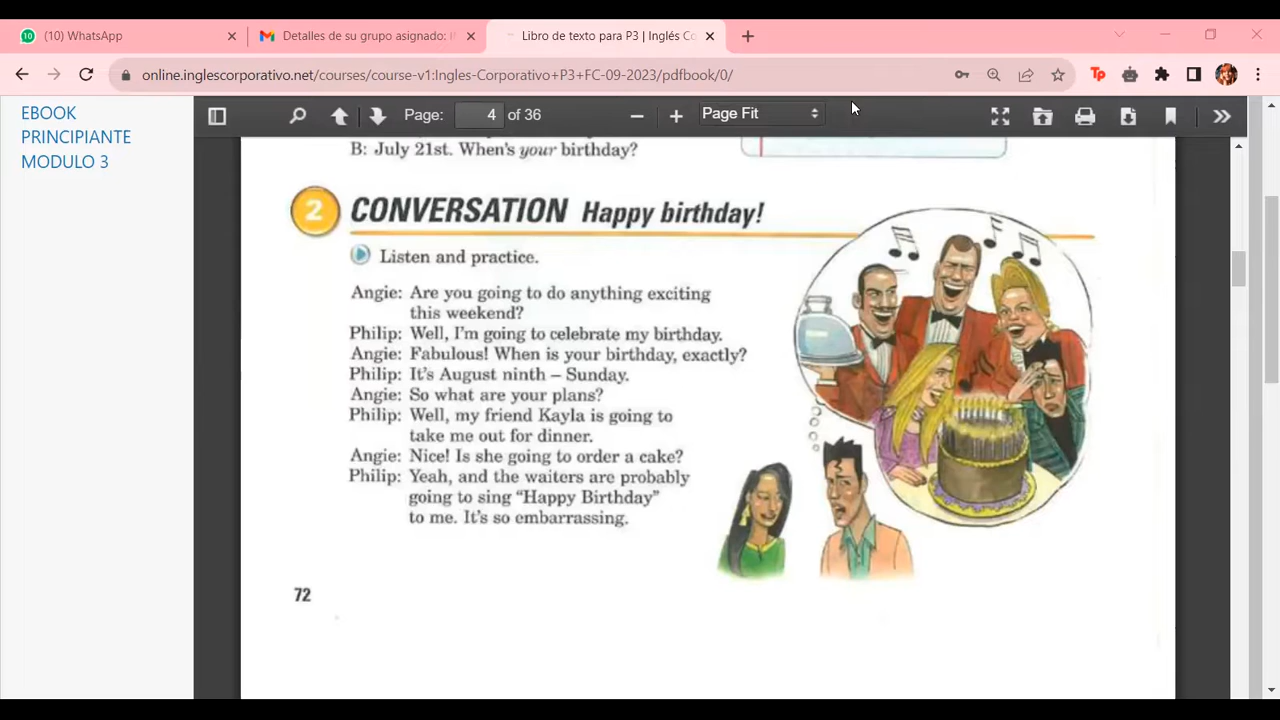 (10) WhatsApp
Detalles de su grupo asignado: I
Libro de texto para P3 | Inglés Co
online.inglescorporativo.net/courses/course-v1:Ingles-Corporativo+P3+FC-09-2023/pdfbook/0/
EBOOK
PRINCIPIANTE
MODULO 3
Page: 4 of 36
Page Fit
B: July 21st. When's your birthday?
2 CONVERSATION Happy birthday!
Listen and practice.
Angie: Are you going to do anything exciting
this weekend?
Philip: Well, I'm going to celebrate my birthday.
Angie: Fabulous! When is your birthday, exactly?
Philip: It's August ninth – Sunday.
Angie: So what are your plans?
Philip: Well, my friend Kayla is going to
take me out for dinner.
Angie: Nice! Is she going to order a cake?
Philip: Yeah, and the waiters are probably
going to sing "Happy Birthday"
to me. It's so embarrassing.
72